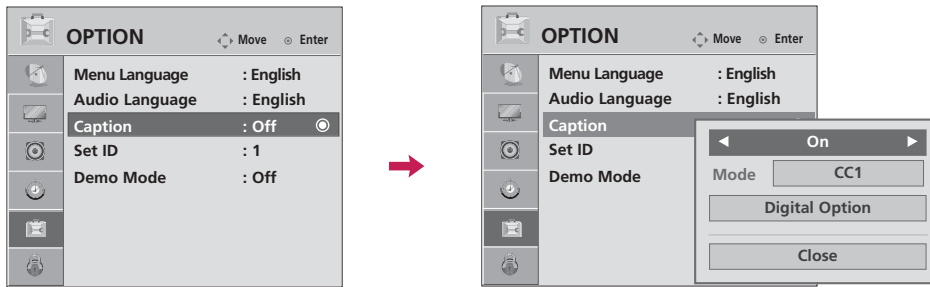 OPTION Move Enter
Menu Language : English
Audio Language : English
Caption : Off
Set ID : 1
Demo Mode : Off
OPTION Move Enter
Menu Language : English
Audio Language : English
Caption
Set ID
Demo Mode
On
Mode CC1
Digital Option
Close